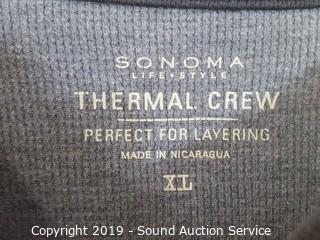 SONOMA
LIFE+STYLE
THERMAL CREW
PERFECT FOR LAYERING
MADE IN NICARAGUA
XL
Copyright 2019 - Sound Auction Service